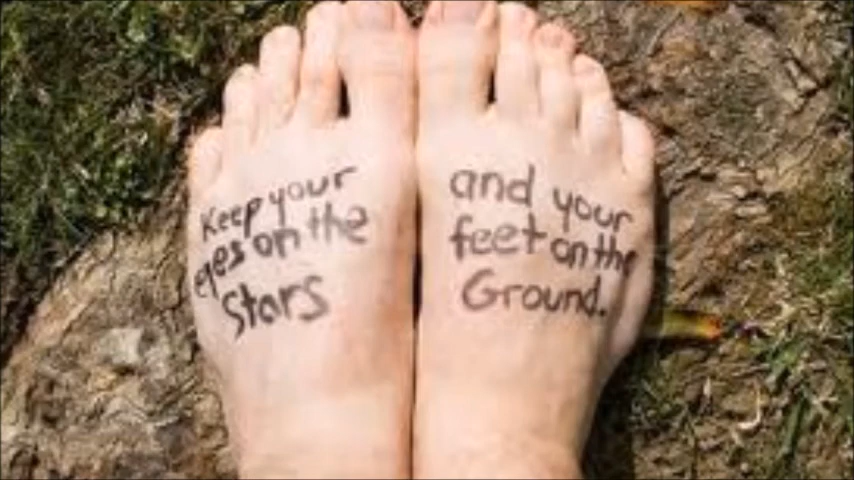 Keep your
eyes on the
Stars
and your
feet on the
Ground.